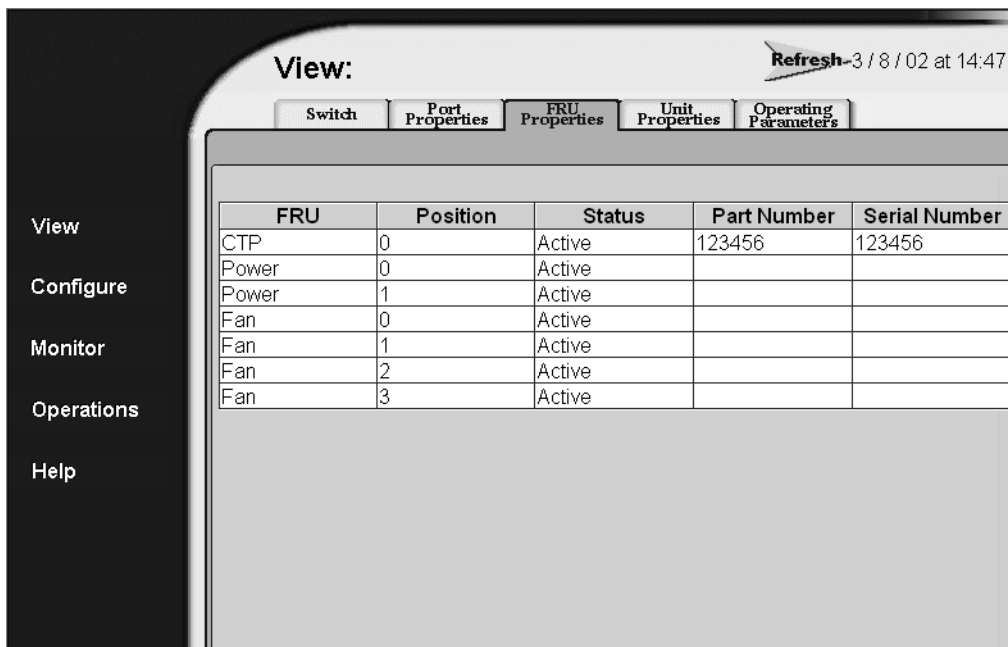 View:
Refresh-3 / 8 / 02 at 14:47
Switch
Port Properties
FRU Properties
Unit Properties
Operating Parameters
View
Configure
Monitor
Operations
Help
FRU Position Status Part Number Serial Number
CTP 0 Active 123456 123456
Power 0 Active
Power 1 Active
Fan 0 Active
Fan 1 Active
Fan 2 Active
Fan 3 Active